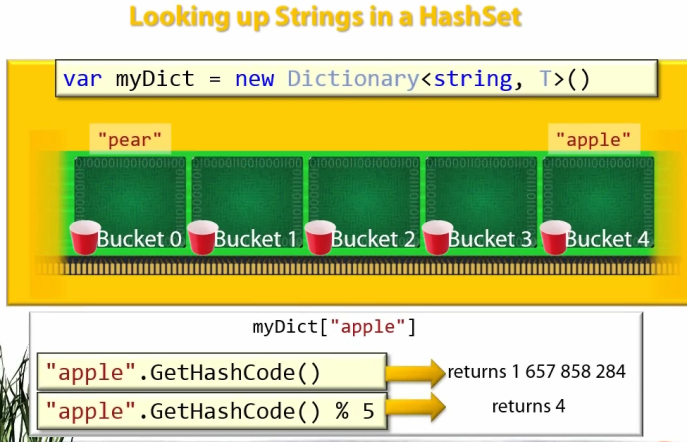 Looking up Strings in a HashSet
var myDict = new Dictionary<string, T>()
"pear" "apple"
Bucket 0 Bucket 1 Bucket 2 Bucket 3 Bucket 4
myDict["apple"]
"apple".GetHashCode() returns 1 657 858 284
"apple".GetHashCode() % 5 returns 4